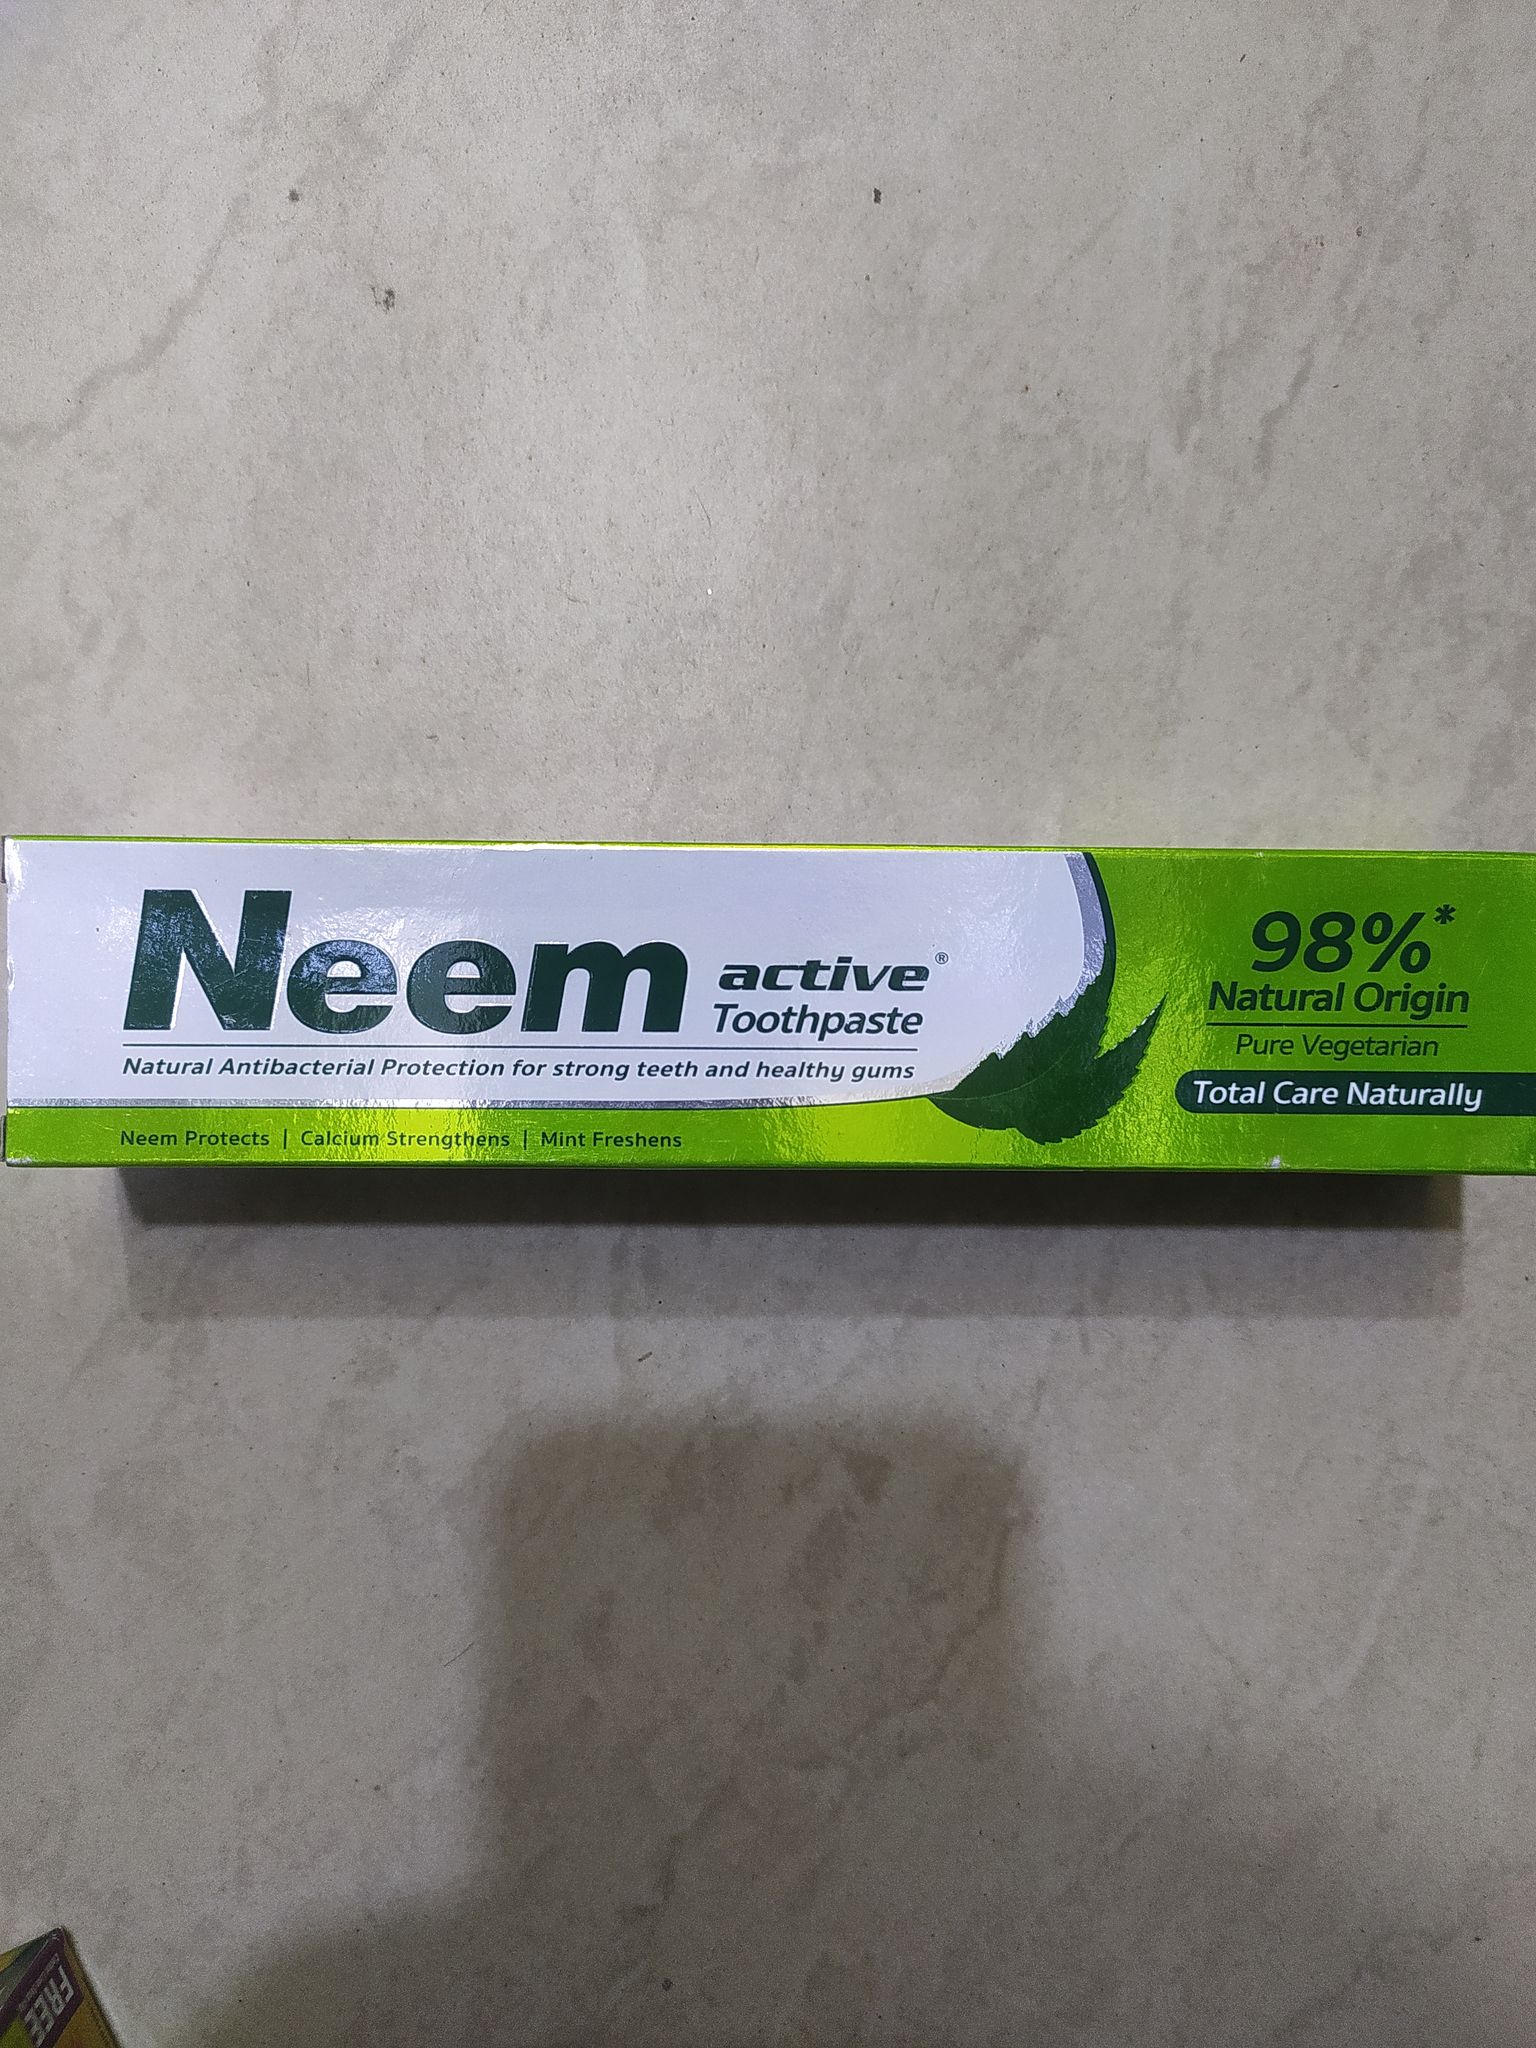 Neem active®
Toothpaste
Natural Antibacterial Protection for strong teeth and healthy gums
Neem Protects | Calcium Strengthens | Mint Freshens
98%*
Natural Origin
Pure Vegetarian
Total Care Naturally
FREE